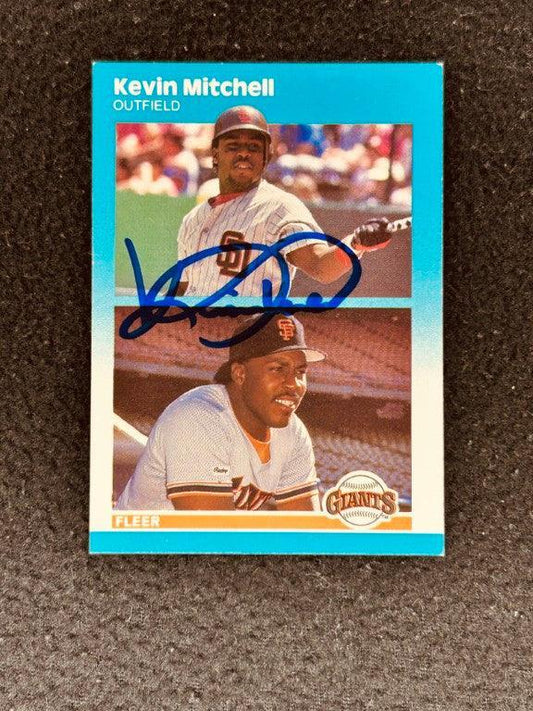 Kevin Mitchell
OUTFIELD
SD
SF
GIANTS
FLEER